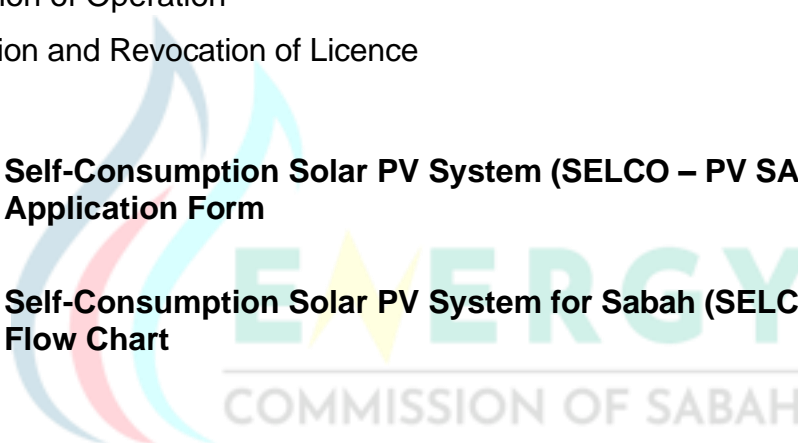 ion of Operation
ion and Revocation of Licence
Self-Consumption Solar PV System (SELCO – PV SA
Application Form
Self-Consumption Solar PV System for Sabah (SELC
Flow Chart
ENERGY
COMMISSION OF SABAH